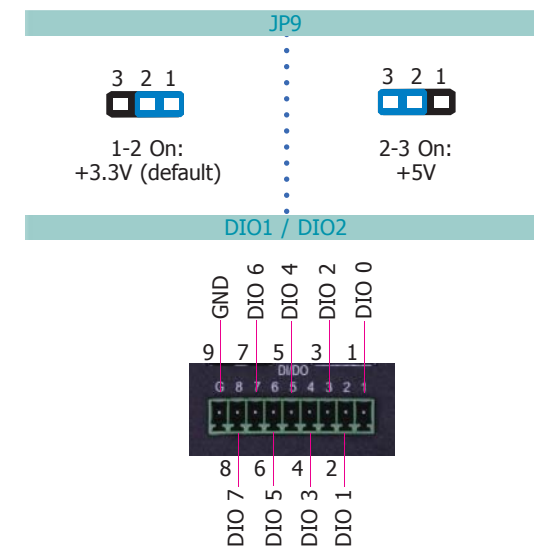 JP9
3 2 1
3 2 1
1-2 On:
+3.3V (default)
2-3 On:
+5V
DIO1 / DIO2
GND
DIO 6
DIO 4
DIO 2
DIO 0
9 7 5 3 1
DI/DO
G 8 7 6 5 4 3 2 1
8 6 4 2
DIO 7
DIO 5
DIO 3
DIO 1